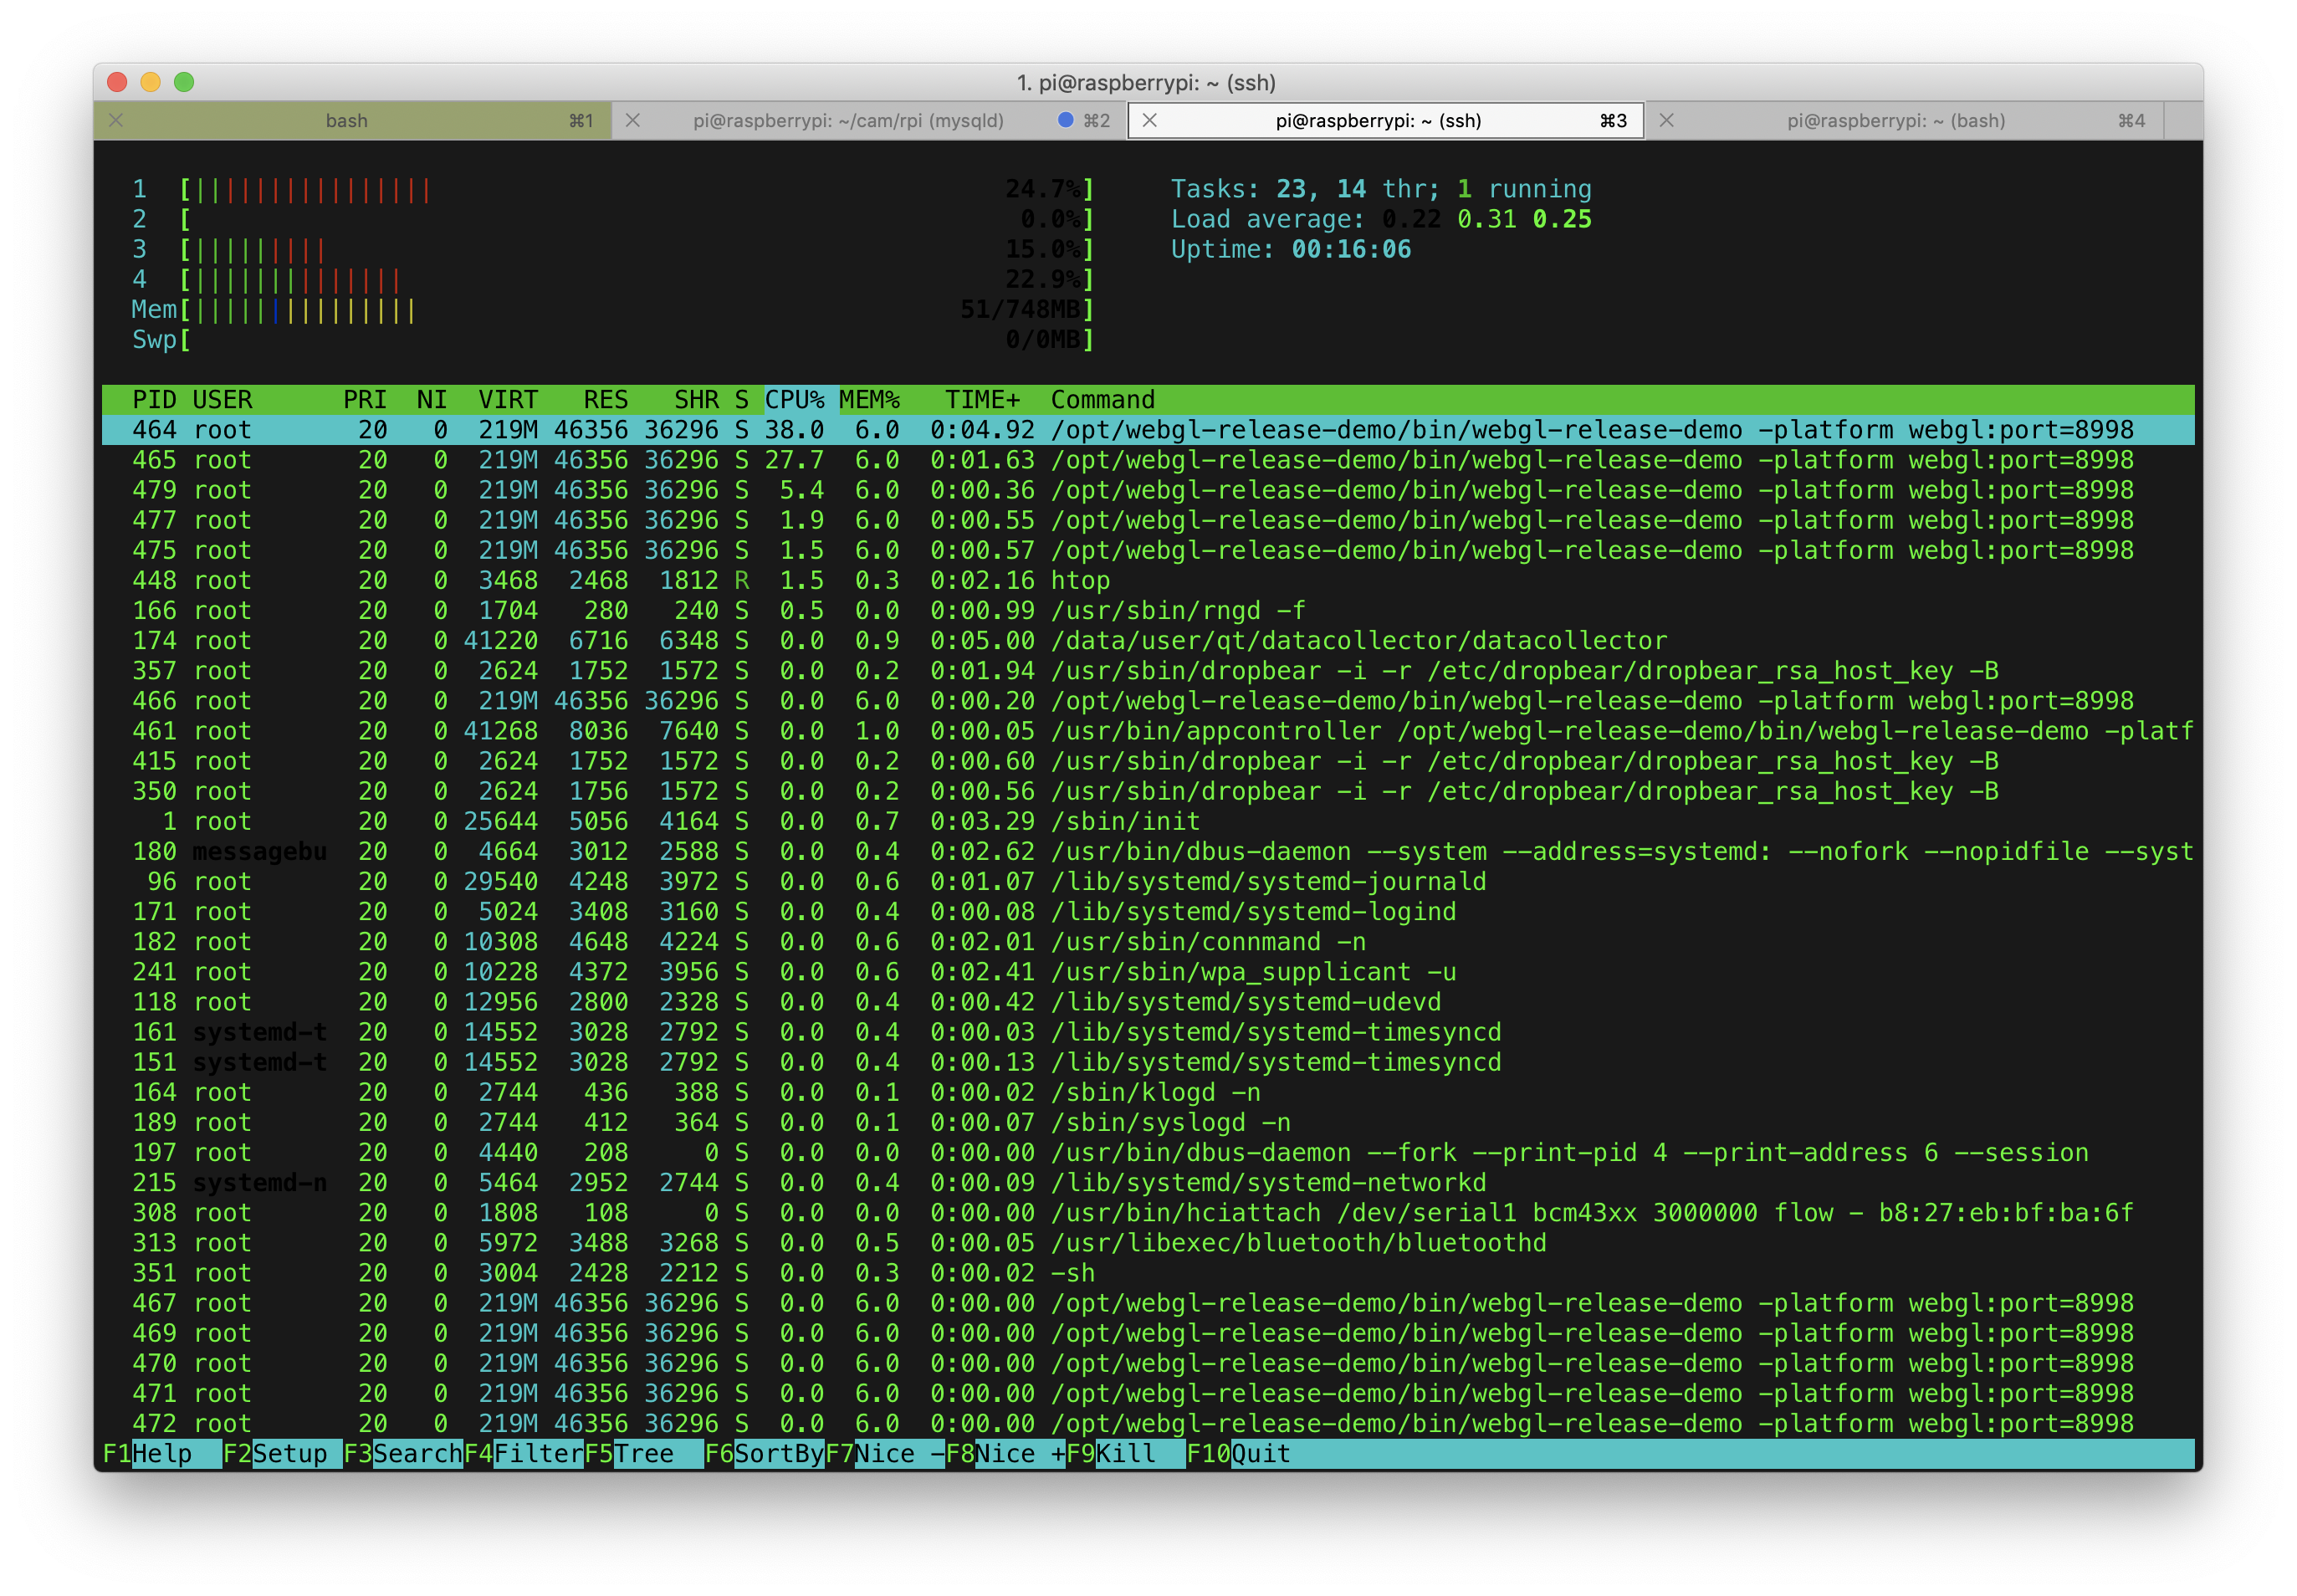 1. pi@raspberrypi: ~ (ssh)
bash ⌘1 pi@raspberrypi: ~/cam/rpi (mysqld) ⌘2 pi@raspberrypi: ~ (ssh) ⌘3 pi@raspberrypi: ~ (bash) ⌘4
1 [||||||||||||||||24.7%] Tasks: 23, 14 thr; 1 running
2 [0.0%] Load average: 0.22 0.31 0.25
3 [|||||||||15.0%] Uptime: 00:16:06
4 [||||||||||||||22.9%]
Mem[|||||||||||||||51/748MB]
Swp[0/0MB]
PID USER PRI NI VIRT RES SHR S CPU% MEM% TIME+ Command
464 root 20 0 219M 46356 36296 S 38.0 6.0 0:04.92 /opt/webgl-release-demo/bin/webgl-release-demo -platform webgl:port=8998
465 root 20 0 219M 46356 36296 S 27.7 6.0 0:01.63 /opt/webgl-release-demo/bin/webgl-release-demo -platform webgl:port=8998
479 root 20 0 219M 46356 36296 S 5.4 6.0 0:00.36 /opt/webgl-release-demo/bin/webgl-release-demo -platform webgl:port=8998
477 root 20 0 219M 46356 36296 S 1.9 6.0 0:00.55 /opt/webgl-release-demo/bin/webgl-release-demo -platform webgl:port=8998
475 root 20 0 219M 46356 36296 S 1.5 6.0 0:00.57 /opt/webgl-release-demo/bin/webgl-release-demo -platform webgl:port=8998
448 root 20 0 3468 2468 1812 R 1.5 0.3 0:02.16 htop
166 root 20 0 1704 280 240 S 0.5 0.0 0:00.99 /usr/sbin/rngd -f
174 root 20 0 41220 6716 6348 S 0.0 0.9 0:05.00 /data/user/qt/datacollector/datacollector
357 root 20 0 2624 1752 1572 S 0.0 0.2 0:01.94 /usr/sbin/dropbear -i -r /etc/dropbear/dropbear_rsa_host_key -B
466 root 20 0 219M 46356 36296 S 0.0 6.0 0:00.20 /opt/webgl-release-demo/bin/webgl-release-demo -platform webgl:port=8998
461 root 20 0 41268 8036 7640 S 0.0 1.0 0:00.05 /usr/bin/appcontroller /opt/webgl-release-demo/bin/webgl-release-demo -platf
415 root 20 0 2624 1752 1572 S 0.0 0.2 0:00.60 /usr/sbin/dropbear -i -r /etc/dropbear/dropbear_rsa_host_key -B
350 root 20 0 2624 1756 1572 S 0.0 0.2 0:00.56 /usr/sbin/dropbear -i -r /etc/dropbear/dropbear_rsa_host_key -B
1 root 20 0 25644 5056 4164 S 0.0 0.7 0:03.29 /sbin/init
180 messagebu 20 0 4664 3012 2588 S 0.0 0.4 0:02.62 /usr/bin/dbus-daemon --system --address=systemd: --nofork --nopidfile --syst
96 root 20 0 29540 4248 3972 S 0.0 0.6 0:01.07 /lib/systemd/systemd-journald
171 root 20 0 5024 3408 3160 S 0.0 0.4 0:00.08 /lib/systemd/systemd-logind
182 root 20 0 10308 4648 4224 S 0.0 0.6 0:02.01 /usr/sbin/connmand -n
241 root 20 0 10228 4372 3956 S 0.0 0.6 0:02.41 /usr/sbin/wpa_supplicant -u
118 root 20 0 12956 2800 2328 S 0.0 0.4 0:00.42 /lib/systemd/systemd-udevd
161 systemd-t 20 0 14552 3028 2792 S 0.0 0.4 0:00.03 /lib/systemd/systemd-timesyncd
151 systemd-t 20 0 14552 3028 2792 S 0.0 0.4 0:00.13 /lib/systemd/systemd-timesyncd
164 root 20 0 2744 436 388 S 0.0 0.1 0:00.02 /sbin/klogd -n
189 root 20 0 2744 412 364 S 0.0 0.1 0:00.07 /sbin/syslogd -n
197 root 20 0 4440 208 0 S 0.0 0.0 0:00.00 /usr/bin/dbus-daemon --fork --print-pid 4 --print-address 6 --session
215 systemd-n 20 0 5464 2952 2744 S 0.0 0.4 0:00.09 /lib/systemd/systemd-networkd
308 root 20 0 1808 108 0 S 0.0 0.0 0:00.00 /usr/bin/hciattach /dev/serial1 bcm43xx 3000000 flow - b8:27:eb:bf:ba:6f
313 root 20 0 5972 3488 3268 S 0.0 0.5 0:00.05 /usr/libexec/bluetooth/bluetoothd
351 root 20 0 3004 2428 2212 S 0.0 0.3 0:00.02 -sh
467 root 20 0 219M 46356 36296 S 0.0 6.0 0:00.00 /opt/webgl-release-demo/bin/webgl-release-demo -platform webgl:port=8998
469 root 20 0 219M 46356 36296 S 0.0 6.0 0:00.00 /opt/webgl-release-demo/bin/webgl-release-demo -platform webgl:port=8998
470 root 20 0 219M 46356 36296 S 0.0 6.0 0:00.00 /opt/webgl-release-demo/bin/webgl-release-demo -platform webgl:port=8998
471 root 20 0 219M 46356 36296 S 0.0 6.0 0:00.00 /opt/webgl-release-demo/bin/webgl-release-demo -platform webgl:port=8998
472 root 20 0 219M 46356 36296 S 0.0 6.0 0:00.00 /opt/webgl-release-demo/bin/webgl-release-demo -platform webgl:port=8998
F1Help F2Setup F3SearchF4FilterF5Tree F6SortByF7Nice -F8Nice +F9Kill F10Quit